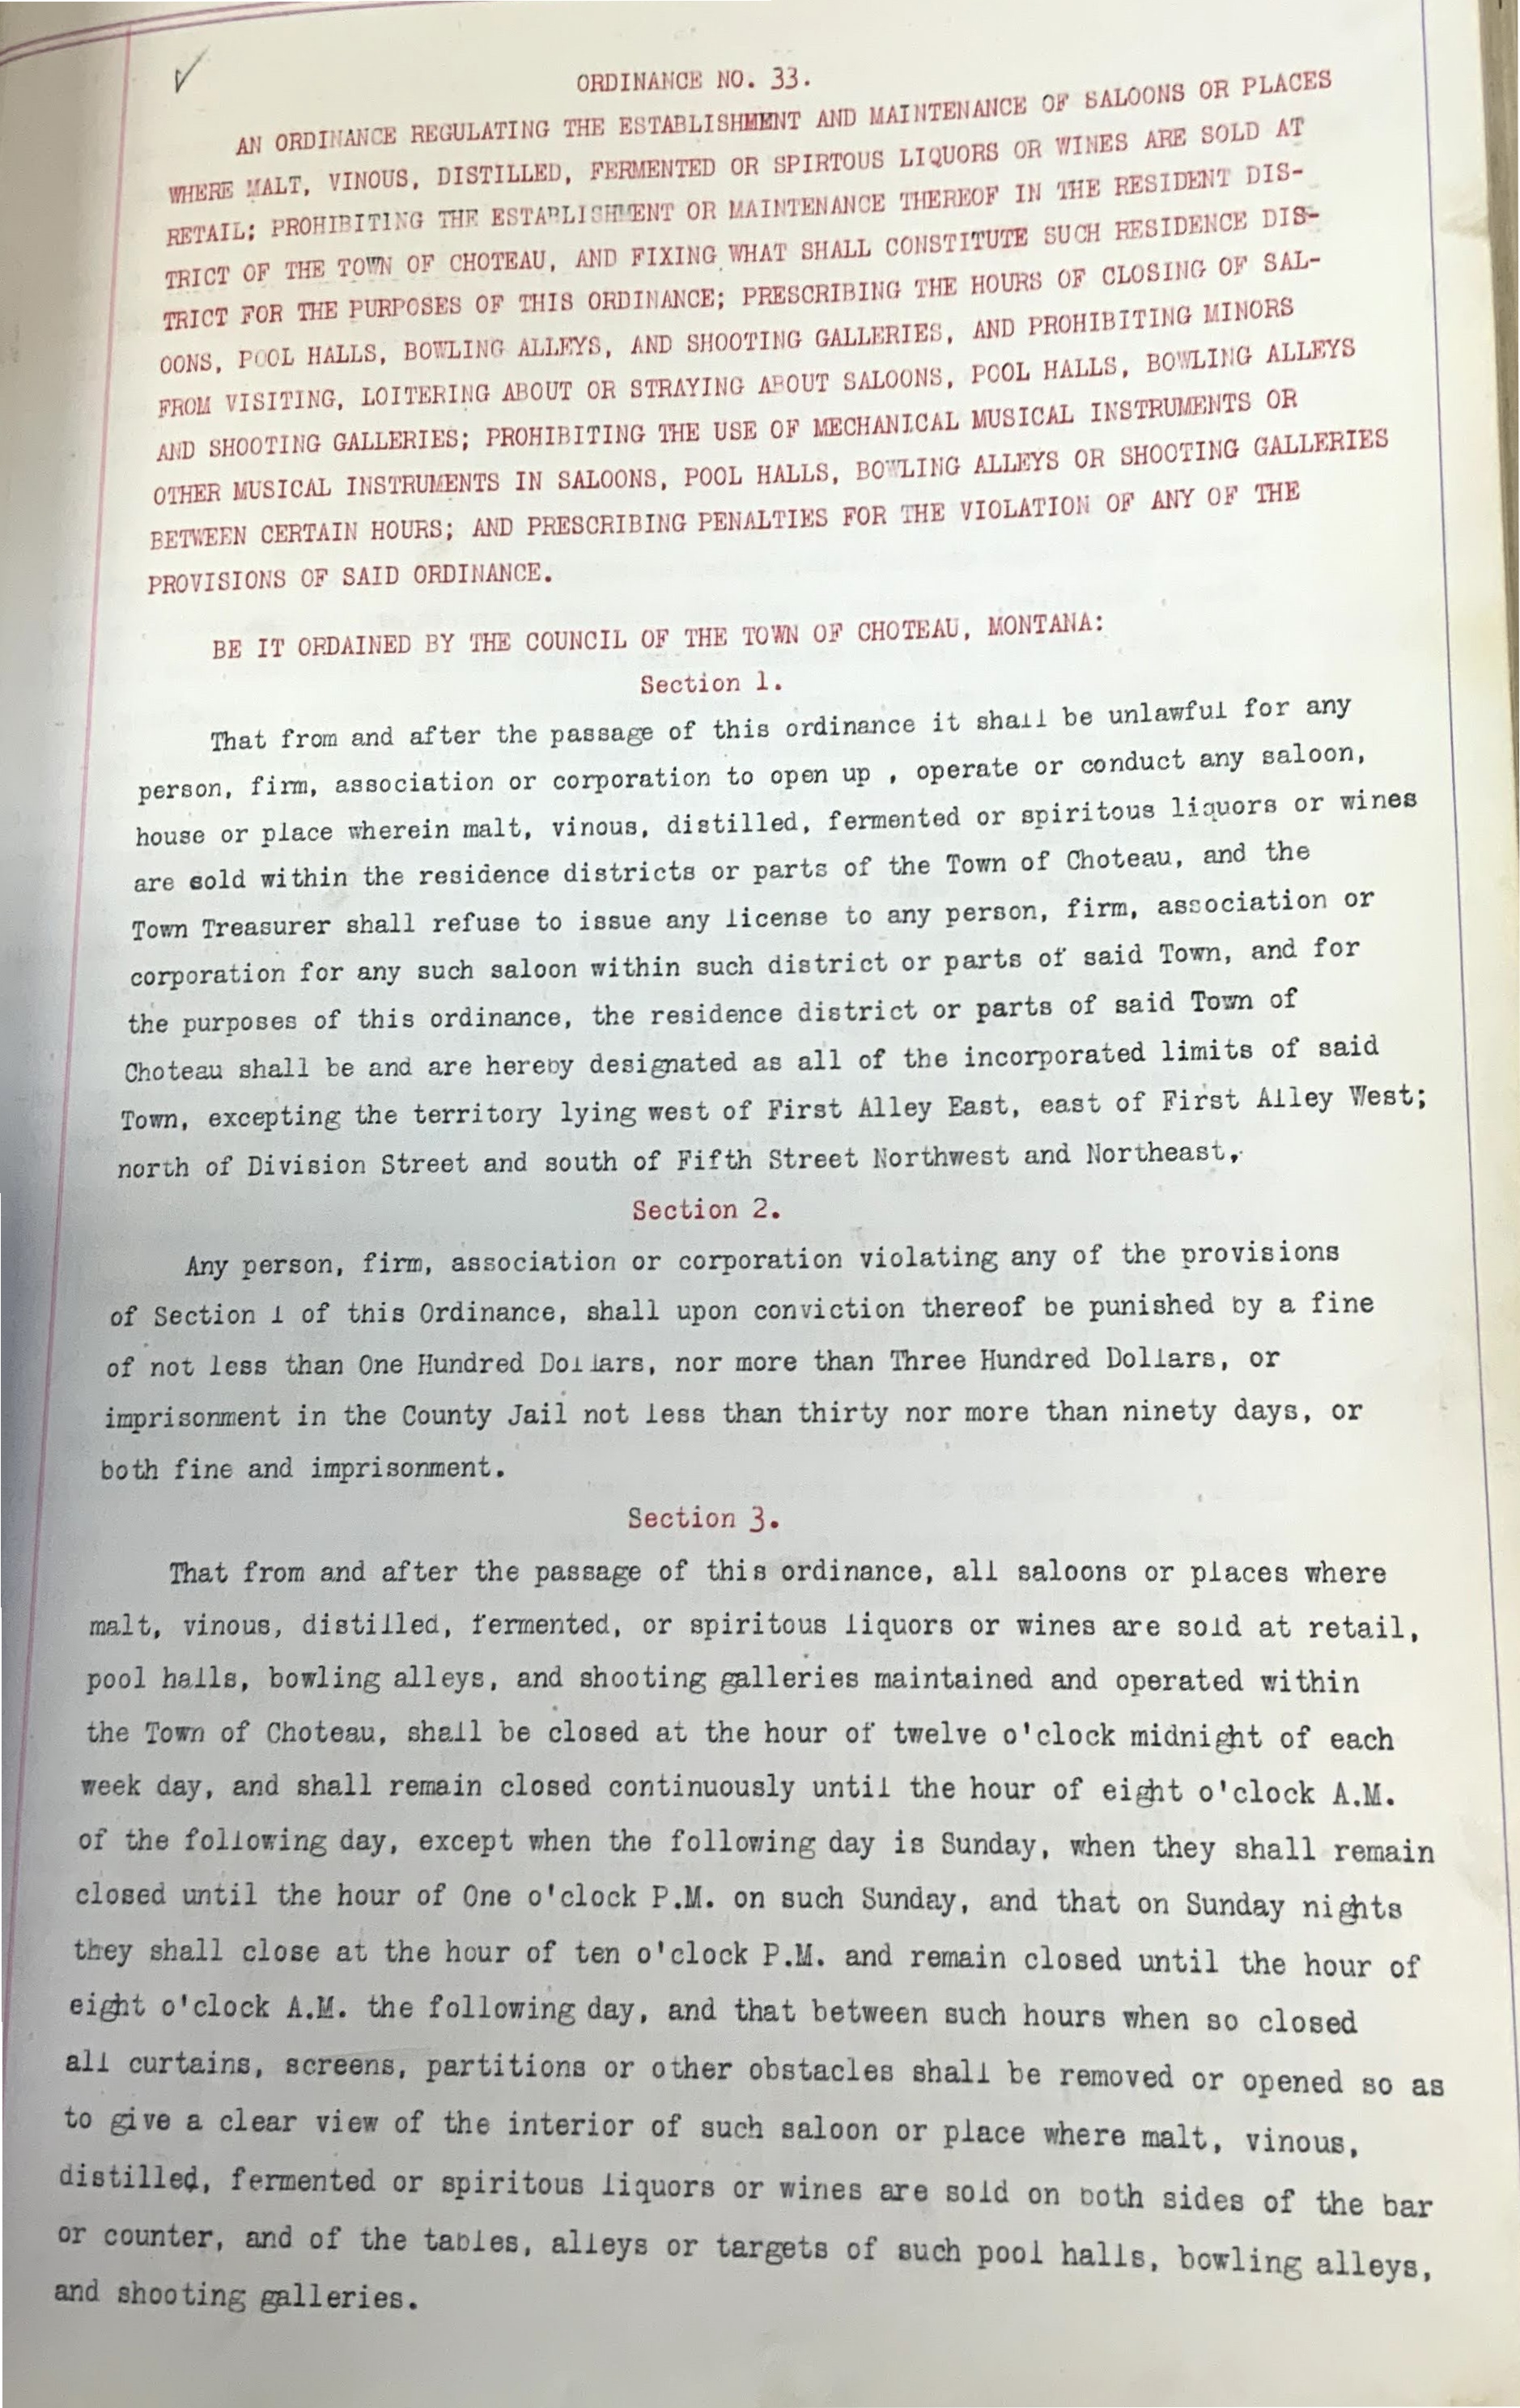 ORDINANCE NO. 33.
AN ORDINANCE REGULATING THE ESTABLISHMENT AND MAINTENANCE OF SALOONS OR PLACES
WHERE MALT, VINOUS, DISTILLED, FERMENTED OR SPIRTOUS LIQUORS OR WINES ARE SOLD AT
RETAIL; PROHIBITING THE ESTABLISHMENT OR MAINTENANCE THEREOF IN THE RESIDENT DIS-
TRICT OF THE TOWN OF CHOTEAU, AND FIXING WHAT SHALL CONSTITUTE SUCH RESIDENCE DIS-
TRICT FOR THE PURPOSES OF THIS ORDINANCE; PRESCRIBING THE HOURS OF CLOSING OF SAL-
OONS, POOL HALLS, BOWLING ALLEYS, AND SHOOTING GALLERIES, AND PROHIBITING MINORS
FROM VISITING, LOITERING ABOUT OR STRAYING ABOUT SALOONS, POOL HALLS, BOWLING ALLEYS
AND SHOOTING GALLERIES; PROHIBITING THE USE OF MECHANICAL MUSICAL INSTRUMENTS OR
OTHER MUSICAL INSTRUMENTS IN SALOONS, POOL HALLS, BOWLING ALLEYS OR SHOOTING GALLERIES
BETWEEN CERTAIN HOURS; AND PRESCRIBING PENALTIES FOR THE VIOLATION OF ANY OF THE
PROVISIONS OF SAID ORDINANCE.
BE IT ORDAINED BY THE COUNCIL OF THE TOWN OF CHOTEAU, MONTANA:
Section 1.
That from and after the passage of this ordinance it shall be unlawful for any
person, firm, association or corporation to open up , operate or conduct any saloon,
house or place wherein malt, vinous, distilled, fermented or spiritous liquors or wines
are sold within the residence districts or parts of the Town of Choteau, and the
Town Treasurer shall refuse to issue any license to any person, firm, association or
corporation for any such saloon within such district or parts of said Town, and for
the purposes of this ordinance, the residence district or parts of said Town of
Choteau shall be and are hereby designated as all of the incorporated limits of said
Town, excepting the territory lying west of First Alley East, east of First Alley West;
north of Division Street and south of Fifth Street Northwest and Northeast,
Section 2.
Any person, firm, association or corporation violating any of the provisions
of Section 1 of this Ordinance, shall upon conviction thereof be punished by a fine
of not less than One Hundred Dollars, nor more than Three Hundred Dollars, or
imprisonment in the County Jail not less than thirty nor more than ninety days, or
both fine and imprisonment.
Section 3.
That from and after the passage of this ordinance, all saloons or places where
malt, vinous, distilled, fermented, or spiritous liquors or wines are sold at retail,
pool halls, bowling alleys, and shooting galleries maintained and operated within
the Town of Choteau, shall be closed at the hour of twelve o'clock midnight of each
week day, and shall remain closed continuously until the hour of eight o'clock A.M.
of the following day, except when the following day is Sunday, when they shall remain
closed until the hour of One o'clock P.M. on such Sunday, and that on Sunday nights
they shall close at the hour of ten o'clock P.M. and remain closed until the hour of
eight o'clock A.M. the following day, and that between such hours when so closed
all curtains, screens, partitions or other obstacles shall be removed or opened so as
to give a clear view of the interior of such saloon or place where malt, vinous,
distilled, fermented or spiritous liquors or wines are sold on both sides of the bar
or counter, and of the tables, alleys or targets of such pool halls, bowling alleys,
and shooting galleries.